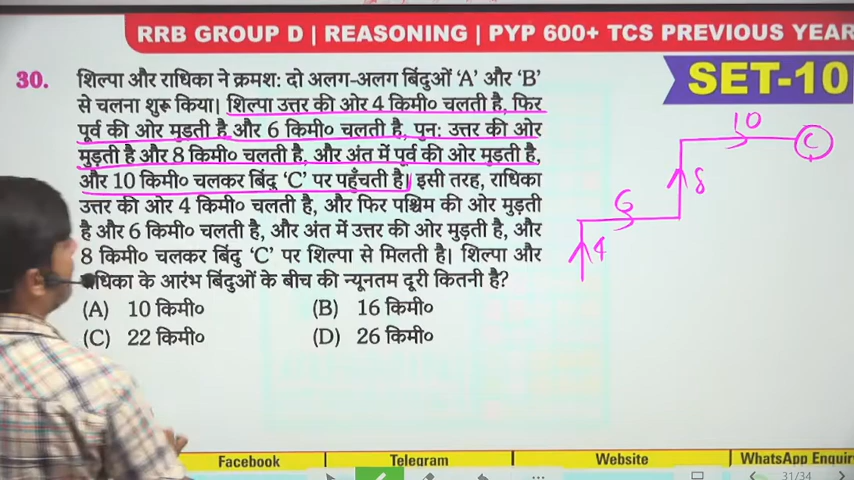 RRB GROUP D | REASONING | PYP 600+ TCS PREVIOUS YEAR
SET-10
30. शिल्पा और राधिका ने क्रमश: दो अलग-अलग बिंदुओं ‘A’ और ‘B’
से चलना शुरू किया। शिल्पा उत्तर की ओर 4 किमी० चलती है, फिर
पूर्व की ओर मुड़ती है और 6 किमी० चलती है, पुन: उत्तर की ओर
मुड़ती है और 8 किमी० चलती है, और अंत में पूर्व की ओर मुड़ती है,
और 10 किमी० चलकर बिंदु ‘C’ पर पहुँचती है। इसी तरह, राधिका
उत्तर की ओर 4 किमी० चलती है, और फिर पश्चिम की ओर मुड़ती
है और 6 किमी० चलती है, और अंत में उत्तर की ओर मुड़ती है, और
8 किमी० चलकर बिंदु ‘C’ पर शिल्पा से मिलती है। शिल्पा और
के आरंभ बिंदुओं के बीच की न्यूनतम दूरी कितनी है?
(A) 10 किमी० (B) 16 किमी०
(C) 22 किमी० (D) 26 किमी०
10
C
8
6
4
Facebook Telegram Website WhatsApp Enquir
31/34